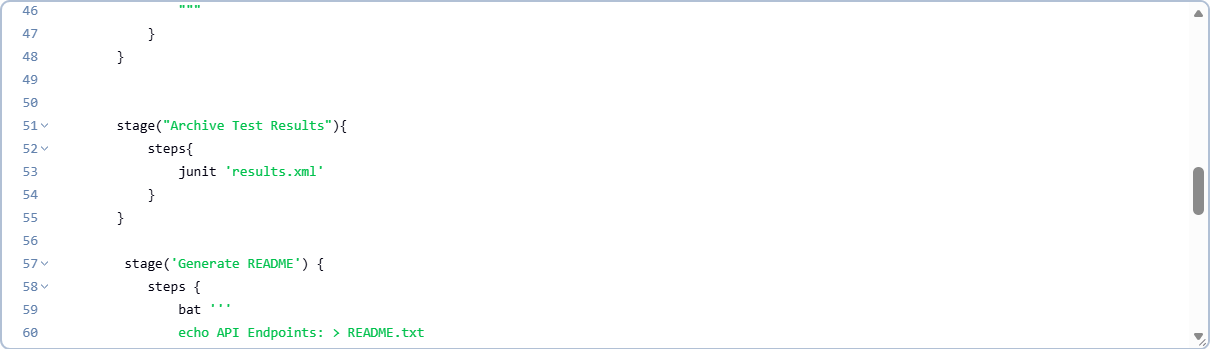 46                 """
47             }
48         }
49
50
51         stage("Archive Test Results"){
52             steps{
53                 junit 'results.xml'
54             }
55         }
56
57          stage('Generate README') {
58             steps {
59                 bat '''
60                 echo API Endpoints: > README.txt